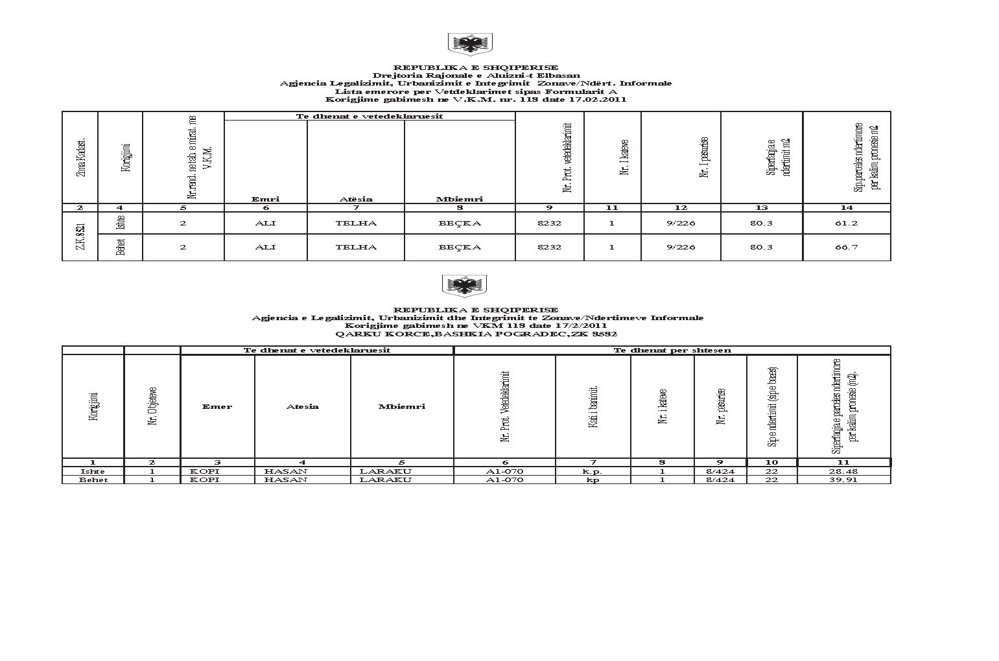 REPUBLIKA E SHQIPERISE
Drejtoria Rajonale e Aluizni-t Elbasan
Agjencia Legalizimit, Urbanizimit e Integrimit Zonave/Ndërt. Informale
Lista emerore per Vetdeklarimet sipas Formularit A
Korigjime gabimesh ne V.K.M. nr. 118 date 17.02.2011
Zona Kadast.
Korigjimi
Nr.rend. ne tab. e mirat. me
V.K.M.
Te dhenat e vetedeklaruesit
Emri
Atësia
Mbiemri
Nr. Prot. vetedeklarimit
Nr. I kateve
Nr. I pasurise
Siperfaqja e
ndertimit m2
Sip.parceles ndertimore
per kalim pronesie m2
2 4 5 6 7 8 9 11 12 13 14
Z.K.8521
Ishte 2 ALI TELHA BEÇKA 8232 1 9/226 80.3 61.2
Behet 2 ALI TELHA BEÇKA 8232 1 9/226 80.3 66.7
REPUBLIKA E SHQIPERISE
Agjencia e Legalizimit, Urbanizimit dhe Integrimit te Zonave/Ndertimeve Informale
Korigjime gabimesh ne VKM 118 date 17/2/2011
QARKU KORCE,BASHKIA POGRADEC,ZK 8582
Te dhenat e vetedeklaruesit Te dhenat per shtesen
Korigjimi
Nr. Objeteve
Emer
Atesia
Mbiemri
Nr. Prot. Vetedeklarimit
Kati i banimit.
Nr. i kateve
Nr. pasurise
Sip e ndertimit (sip e bazes)
Siperfaqja e parceles ndertimore
per kalim pronesie (m2).
1 2 3 4 5 6 7 8 9 10 11
Ishte 1 KOPI HASAN LARAKU A1-070 k.p. 1 8/424 22 28.48
Behet 1 KOPI HASAN LARAKU A1-070 kp 1 8/424 22 39.91